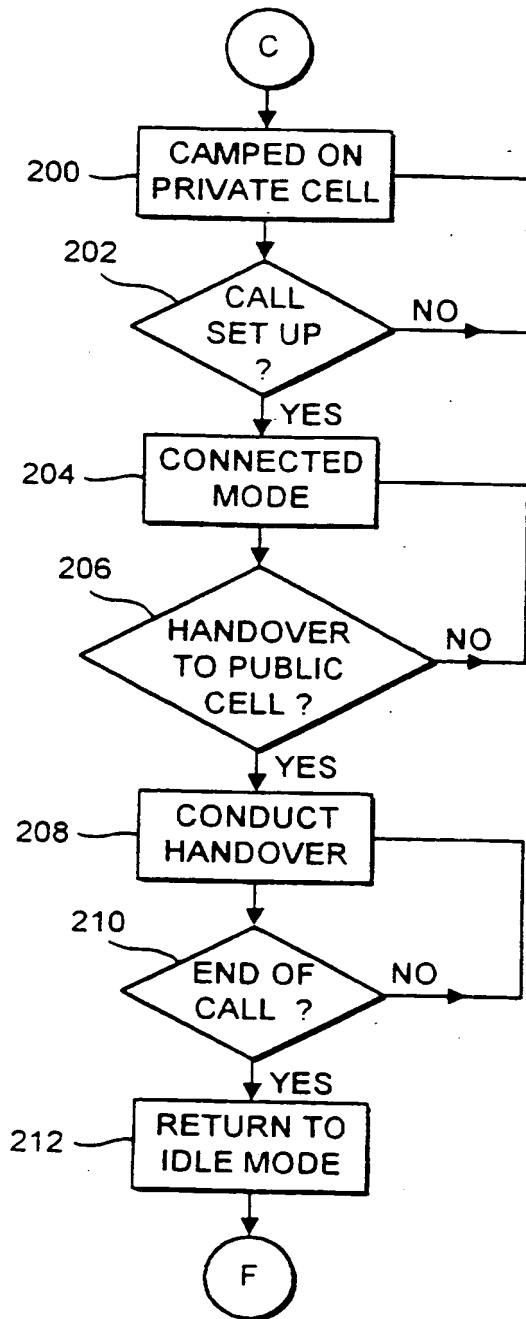 C
200
CAMPED ON
PRIVATE CELL
202
CALL
SET UP
?
NO
YES
204
CONNECTED
MODE
206
HANDOVER
TO PUBLIC
CELL ?
NO
YES
208
CONDUCT
HANDOVER
210
END OF
CALL ?
NO
YES
212
RETURN TO
IDLE MODE
F